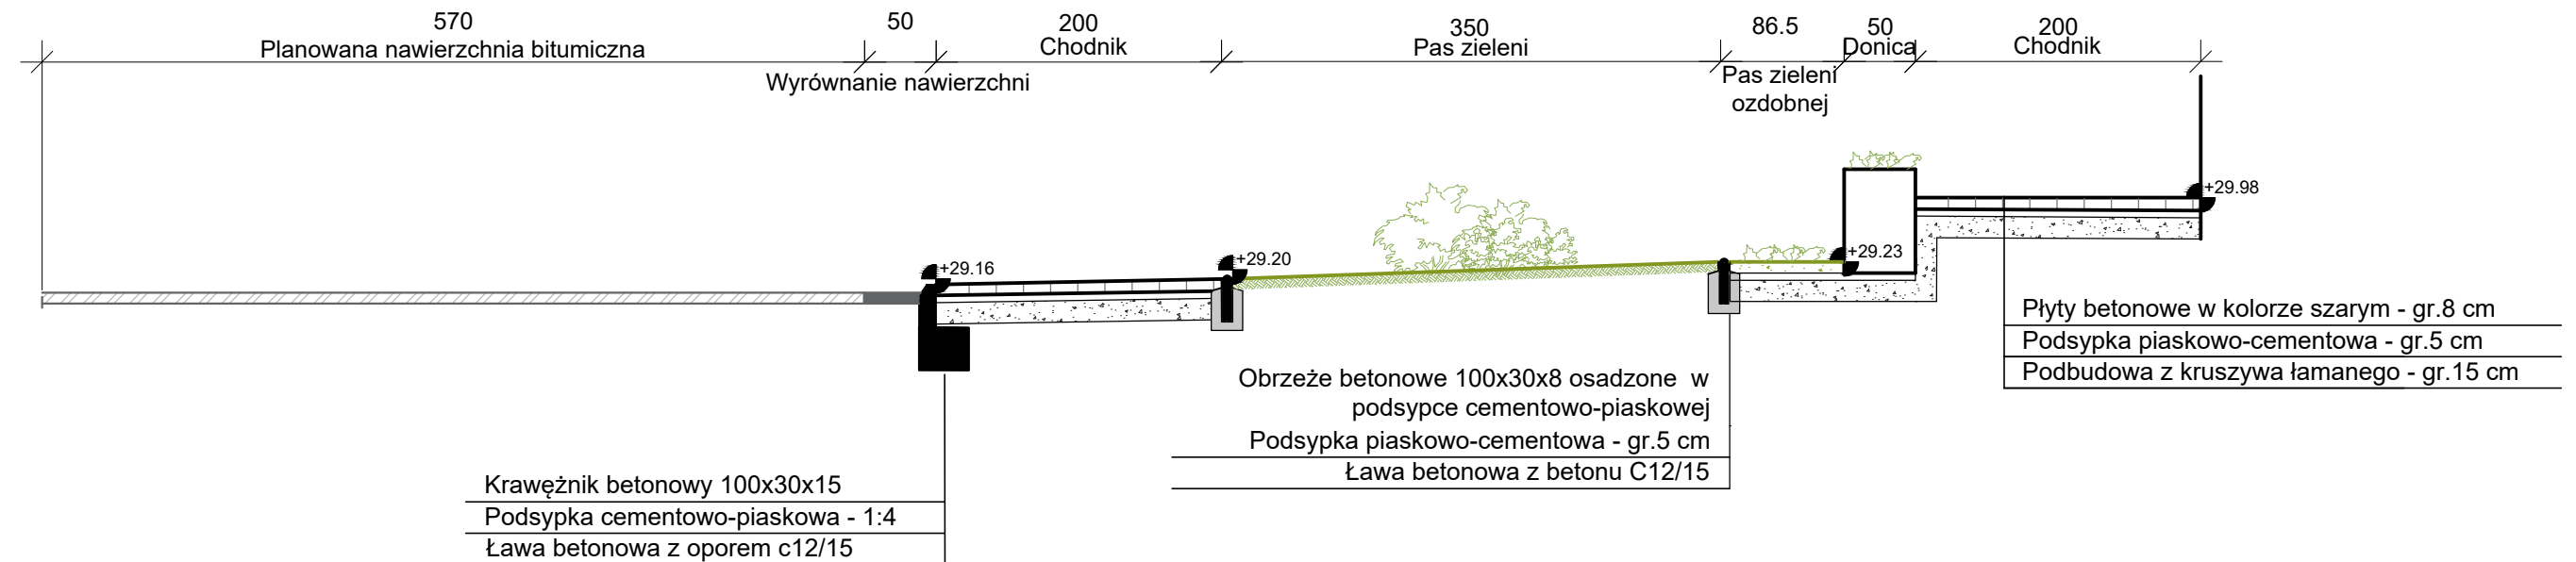 570
50
200
350
86.5
50
200
Planowana nawierzchnia bitumiczna
Chodnik
Pas zieleni
Donica
Chodnik
Wyrównanie nawierzchni
Pas zieleni
ozdobnej
+29.16
+29.20
+29.23
+29.98
Płyty betonowe w kolorze szarym - gr.8 cm
Podsypka piaskowo-cementowa - gr.5 cm
Podbudowa z kruszywa łamanego - gr.15 cm
Obrzeże betonowe 100x30x8 osadzone w
podsypce cementowo-piaskowej
Podsypka piaskowo-cementowa - gr.5 cm
Ława betonowa z betonu C12/15
Krawężnik betonowy 100x30x15
Podsypka cementowo-piaskowa - 1:4
Ława betonowa z oporem c12/15